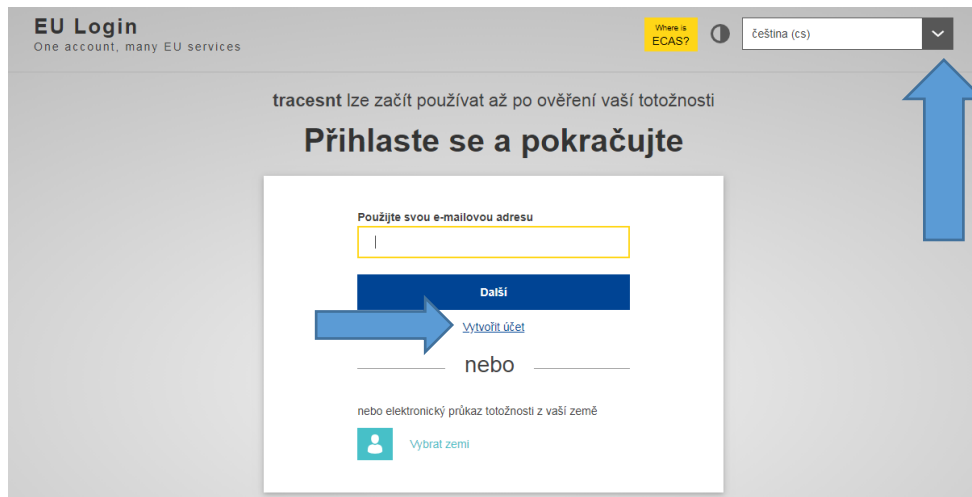 EU Login
One account, many EU services
Where is
ECAS?
čeština (cs)
tracesnt lze začít používat až po ověření vaší totožnosti
Přihlaste se a pokračujte
Použijte svou e-mailovou adresu
Další
Vytvořit účet
nebo
nebo elektronický průkaz totožnosti z vaší země
Vybrat zemi